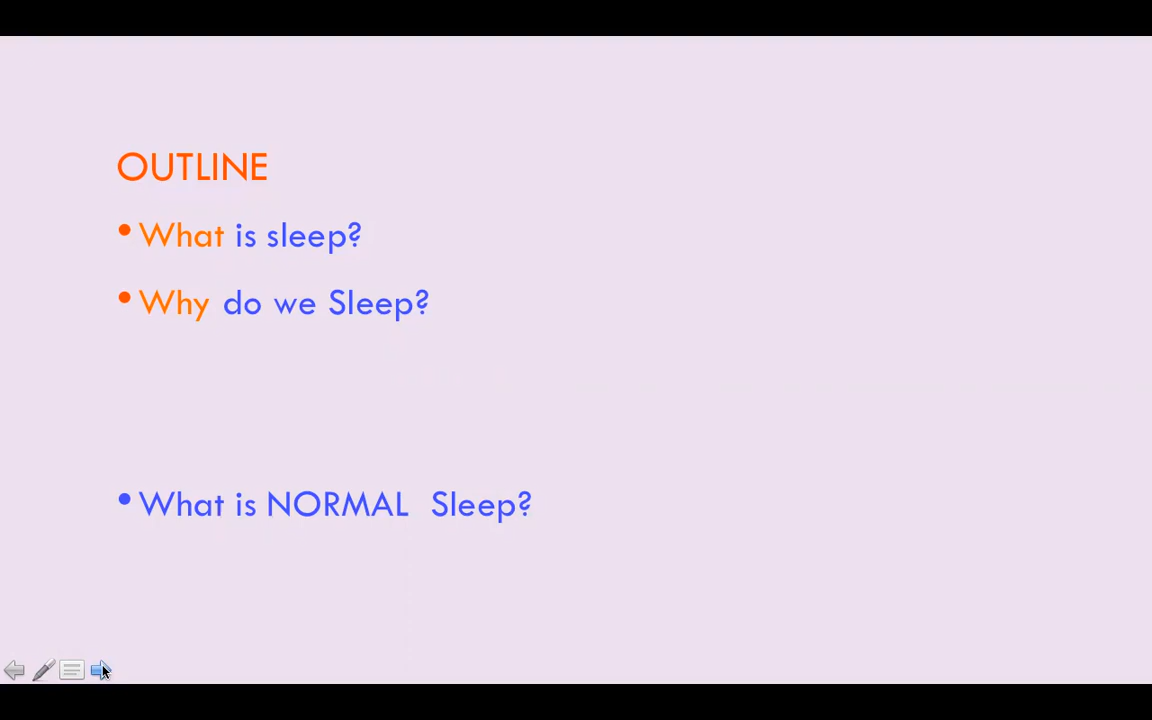 OUTLINE
• What is sleep?
• Why do we Sleep?
• What is NORMAL Sleep?